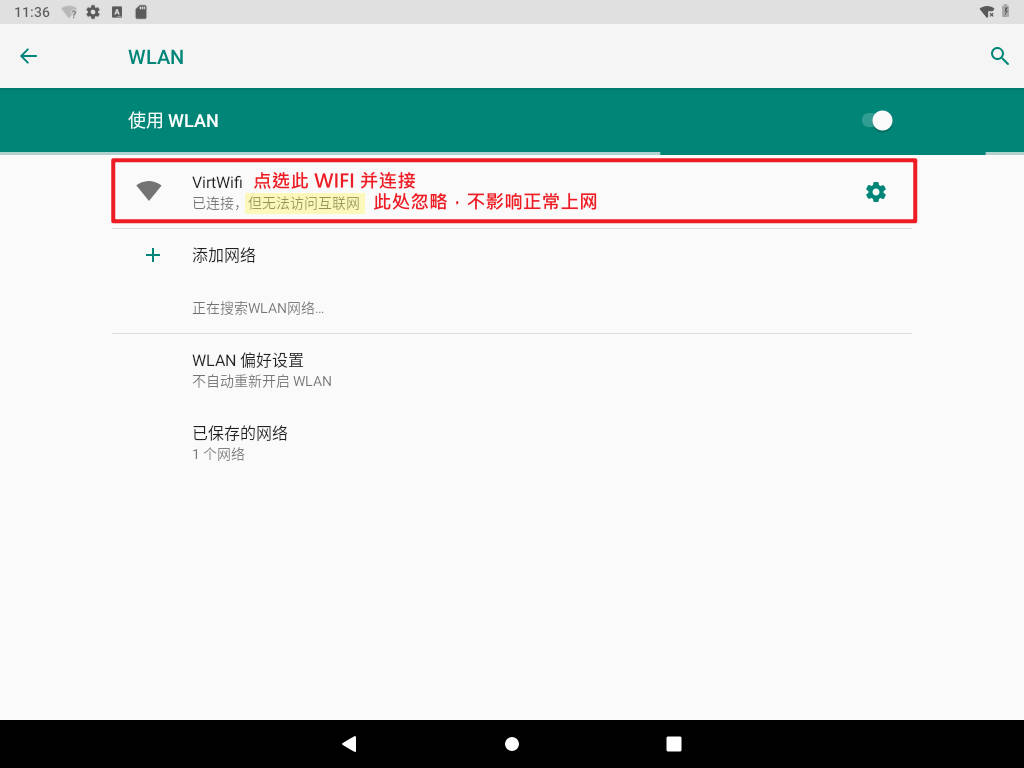 11:36
WLAN
使用 WLAN
VirtWifi 点选此 WIFI 并连接
已连接，但无法访问互联网 此处忽略，不影响正常上网
添加网络
正在搜索WLAN网络…
WLAN 偏好设置
不自动重新开启 WLAN
已保存的网络
1 个网络